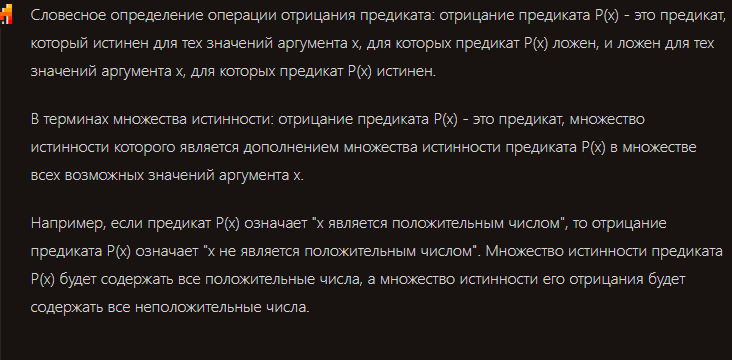 Словесное определение операции отрицания предиката: отрицание предиката P(x) - это предикат,
который истинен для тех значений аргумента x, для которых предикат P(x) ложен, и ложен для тех
значений аргумента x, для которых предикат P(x) истинен.
В терминах множества истинности: отрицание предиката P(x) - это предикат, множество
истинности которого является дополнением множества истинности предиката P(x) в множестве
всех возможных значений аргумента x.
Например, если предикат P(x) означает "x является положительным числом", то отрицание
предиката P(x) означает "x не является положительным числом". Множество истинности предиката
P(x) будет содержать все положительные числа, а множество истинности его отрицания будет
содержать все неположительные числа.